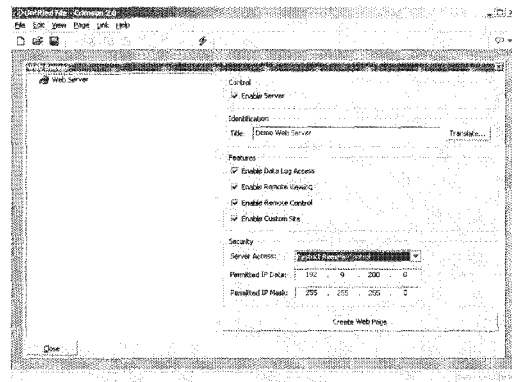 Untitled File - Crimson 2.0
File Edit View Page Link Help
Web Server
Control
Enable Server
Identification
Title: Demo Web Server Translate...
Features
Enable Data Log Access
Enable Remote Viewing
Enable Remote Control
Enable Custom Site
Security
Server Access: Restrict Remote Control
Permitted IP Data: 192 . 9 . 200 . 0
Permitted IP Mask: 255 . 255 . 255 . 0
Create Web Page
Close